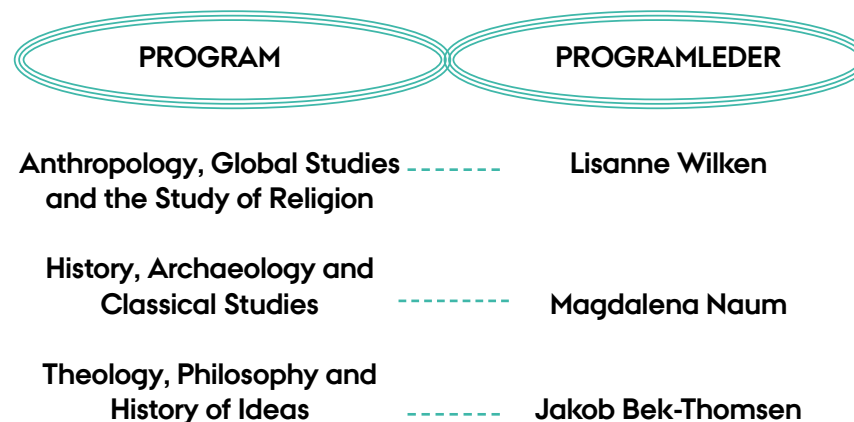 PROGRAM PROGRAMLEDER
Anthropology, Global Studies Lisanne Wilken
and the Study of Religion
History, Archaeology and
Classical Studies Magdalena Naum
Theology, Philosophy and
History of Ideas Jakob Bek-Thomsen